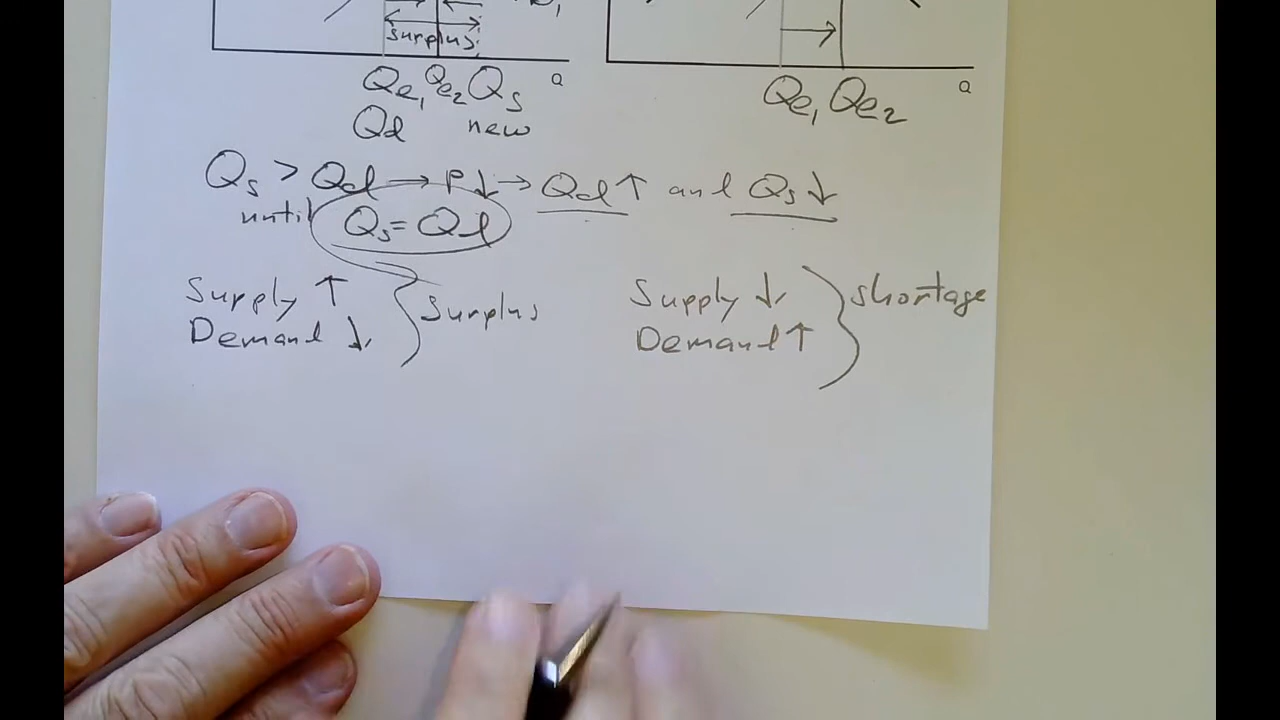 surplus
Q
Qe1 Qe2 Qs
Qd new
Q
Qe1 Qe2
Qs > Qd → P↓ → Qd ↑ and Qs ↓
until Qs = Qd
Supply ↑
Demand ↓
Surplus
Supply ↓
Demand ↑
shortage